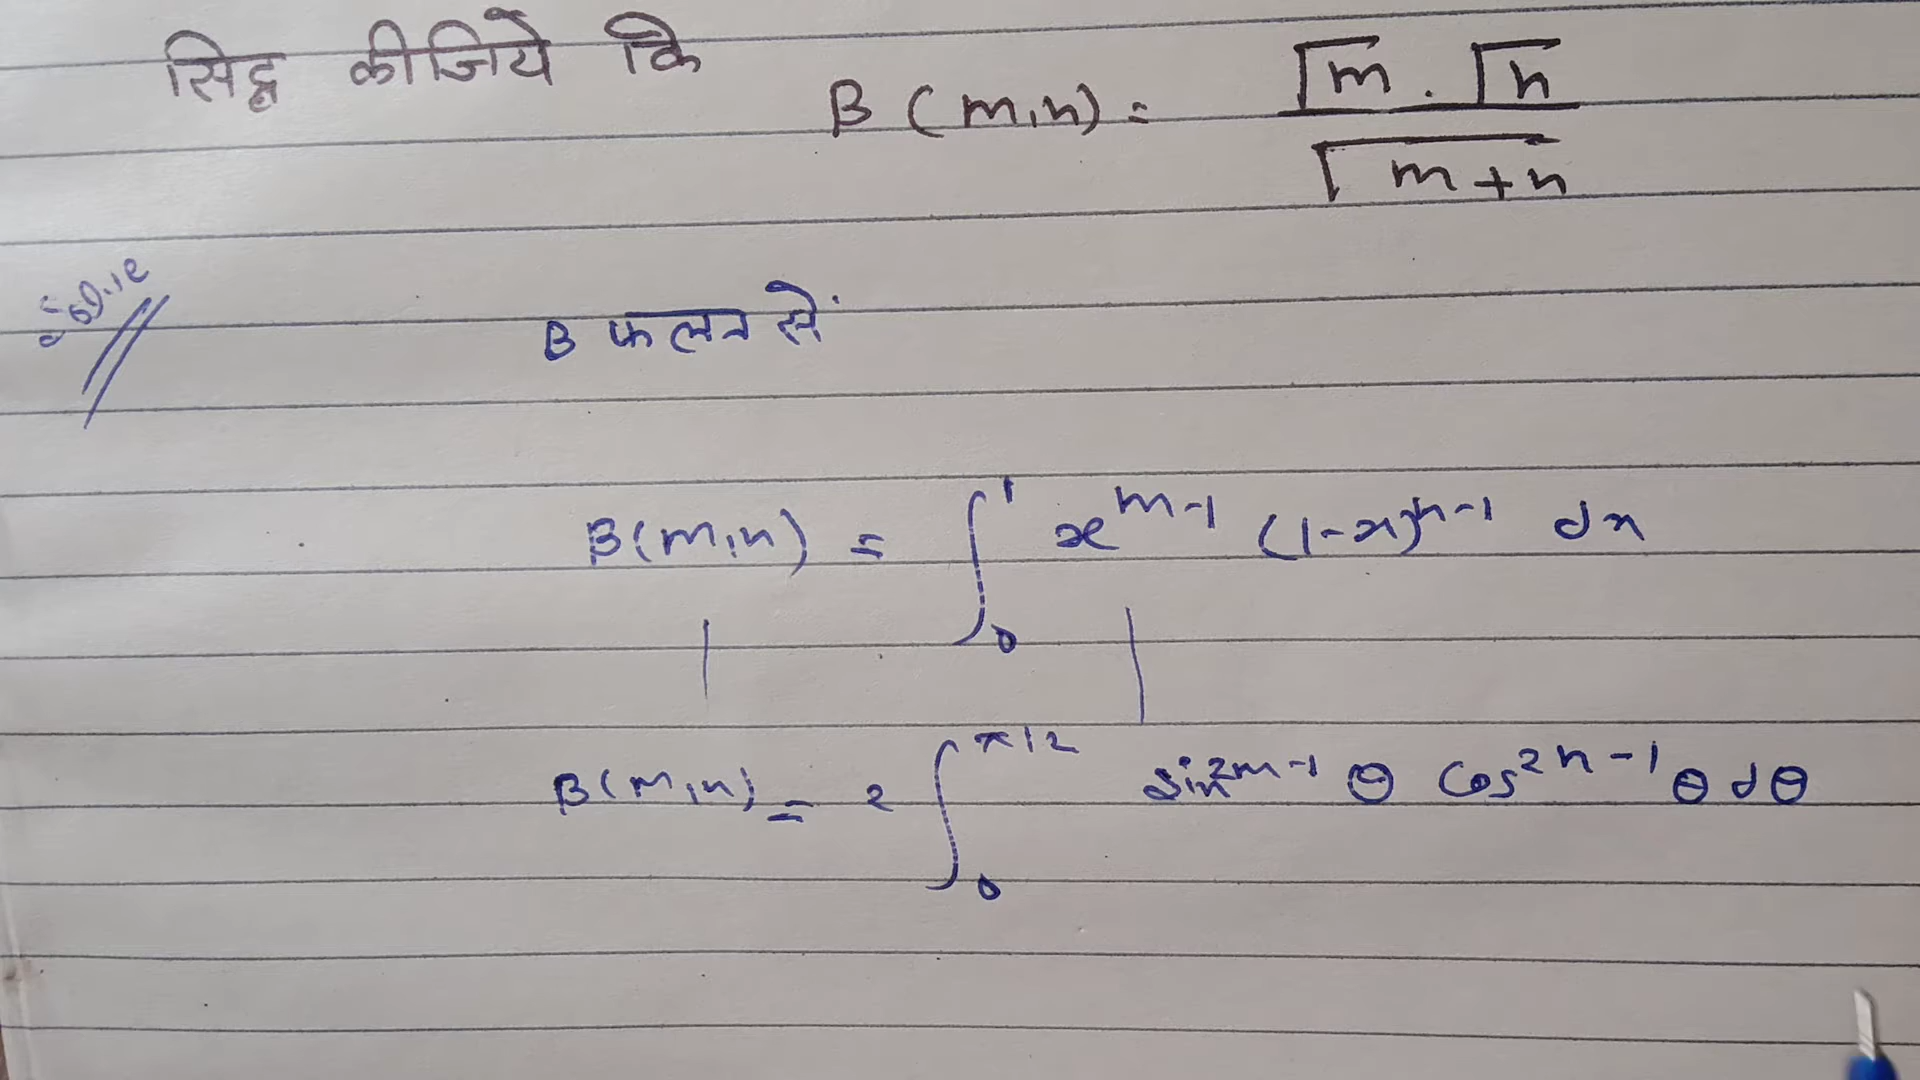 सिद्ध कीजिये कि β(m,n) = Γm . Γn / Γm+n
Solve
β फलन से
β(m,n) = ∫₀¹ x^m-1 (1-x)^n-1 dx
β(m,n) = 2 ∫₀^π/2 sin^2m-1 θ cos^2n-1 θ dθ